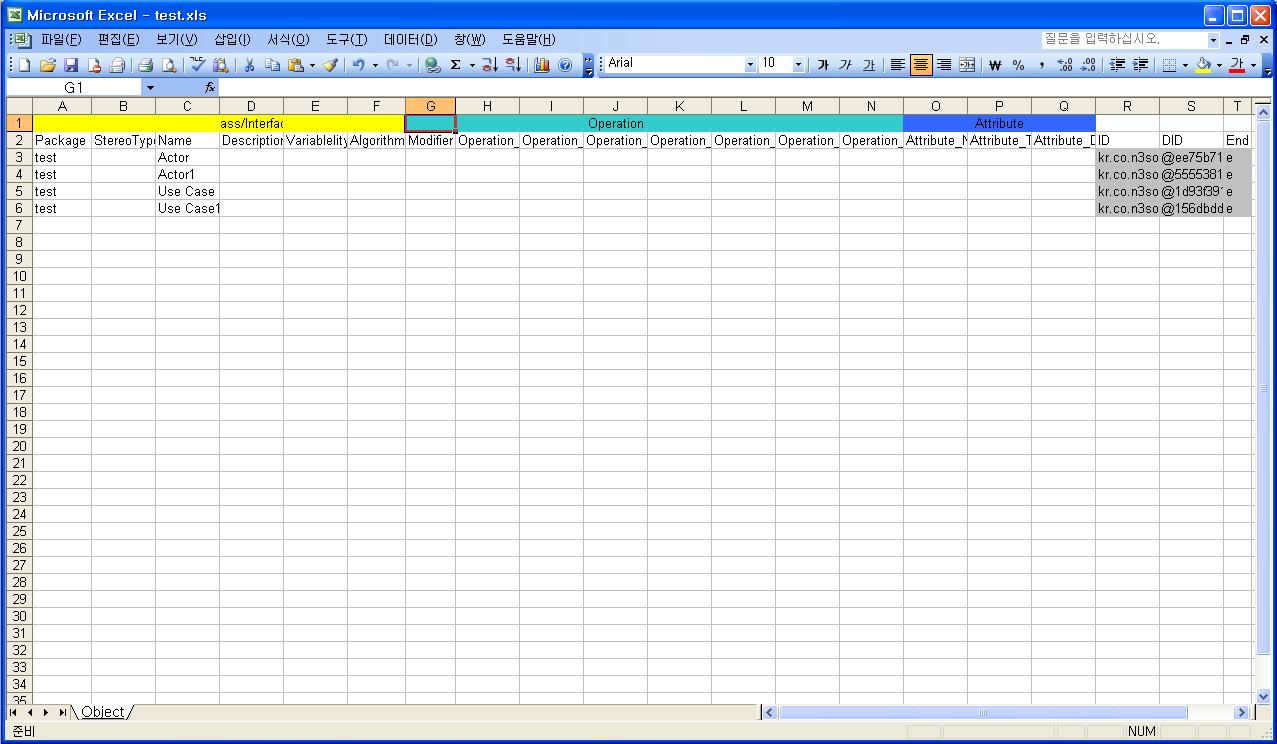 Microsoft Excel - test.xls
파일(F) 편집(E) 보기(V) 삽입(I) 서식(O) 도구(T) 데이터(D) 창(W) 도움말(H) 질문을 입력하십시오.
Arial 10 가 가 가 ₩ % , 가
G1 fx
A B C D E F G H I J K L M N O P Q R S T
1 ass/Interfac Operation Attribute
2 Package StereoType Name Description Variablelity Algorithm Modifier Operation_ Operation_ Operation_ Operation_ Operation_ Operation_ Operation_ Attribute_N Attribute_T Attribute_D ID DID End
3 test Actor kr.co.n3so @ee75b71 e
4 test Actor1 kr.co.n3so @5555381 e
5 test Use Case kr.co.n3so @1d93f391 e
6 test Use Case1 kr.co.n3so @156dbdd e
7
8
9
10
11
12
13
14
15
16
17
18
19
20
21
22
23
24
25
26
27
28
29
30
31
32
33
34
35
Object
준비 NUM